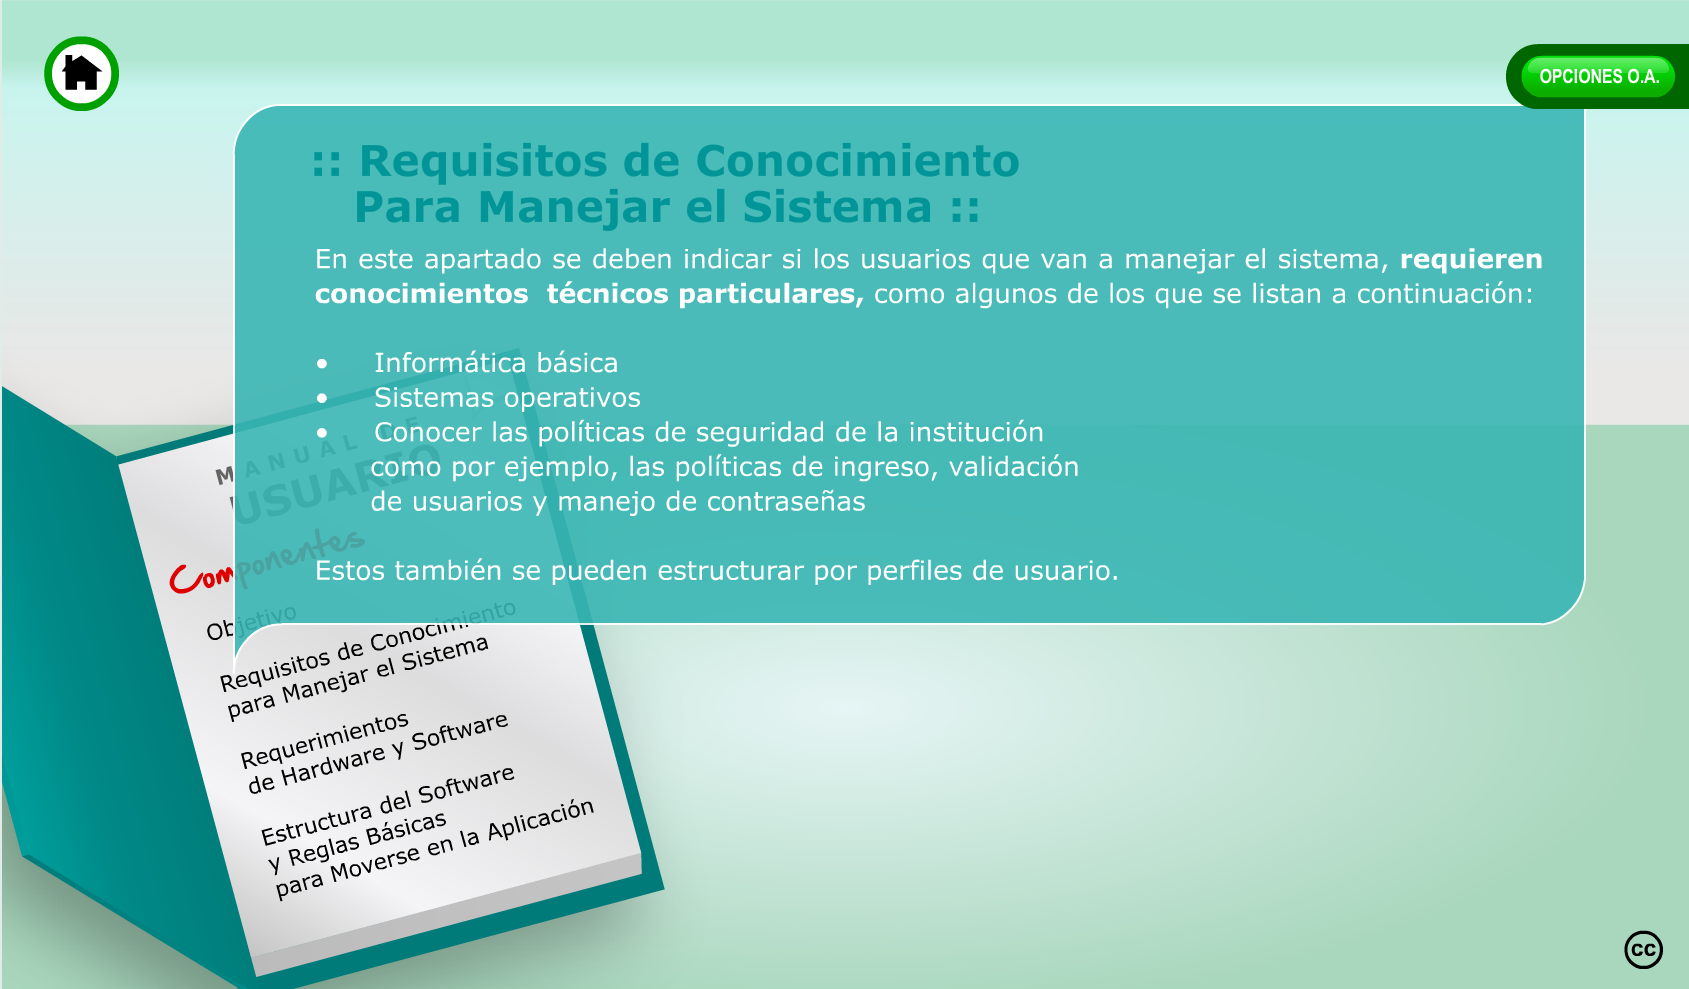 OPCIONES O.A.
:: Requisitos de Conocimiento
Para Manejar el Sistema ::
En este apartado se deben indicar si los usuarios que van a manejar el sistema, requieren
conocimientos técnicos particulares, como algunos de los que se listan a continuación:
• Informática básica
• Sistemas operativos
• Conocer las políticas de seguridad de la institución
como por ejemplo, las políticas de ingreso, validación
de usuarios y manejo de contraseñas
Estos también se pueden estructurar por perfiles de usuario.
MANUAL DE
USUARIO
Componentes
Objetivo
Requisitos de Conocimiento
para Manejar el Sistema
Requerimientos
de Hardware y Software
Estructura del Software
y Reglas Básicas
para Moverse en la Aplicación
cc